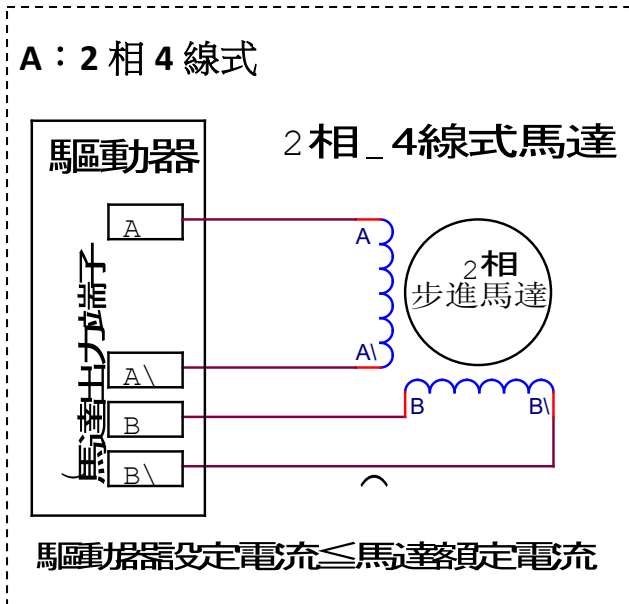 A：2 相 4 線式
驅動器
2相_4線式馬達
馬達出力端子
A
A\
B
B\
A
A\
B
B\
2相
步進馬達
驅動器設定電流≦馬達額定電流